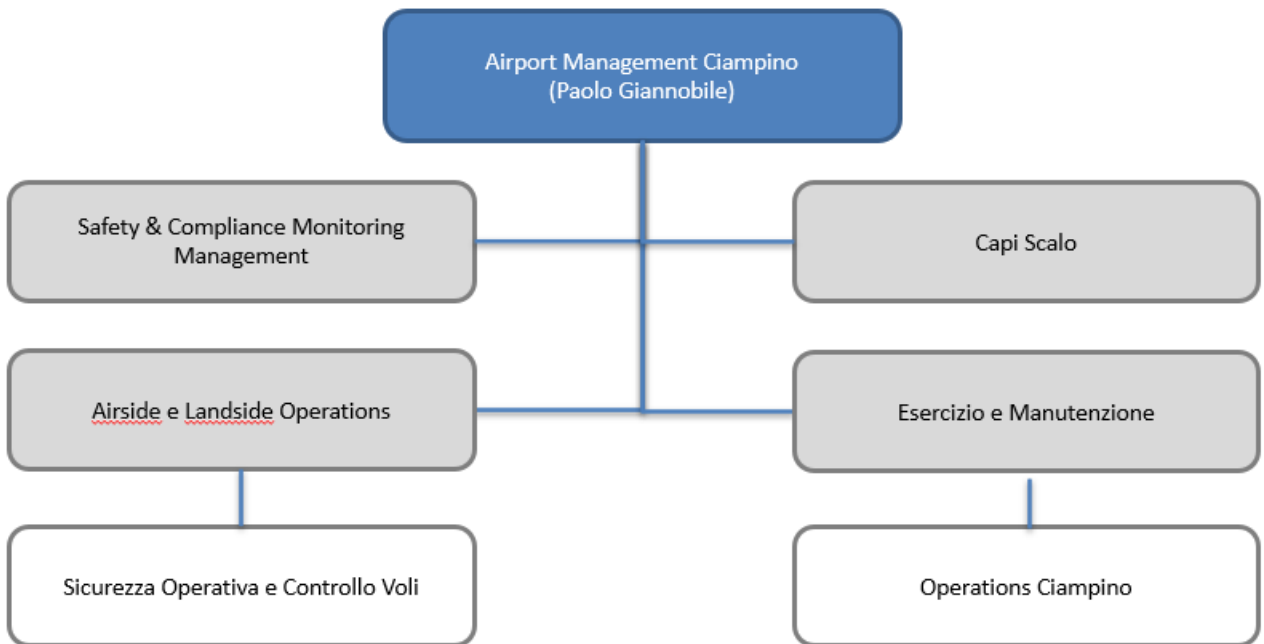 Airport Management Ciampino
(Paolo Giannobile)
Safety & Compliance Monitoring
Management
Capi Scalo
Airside e Landside Operations
Esercizio e Manutenzione
Sicurezza Operativa e Controllo Voli
Operations Ciampino